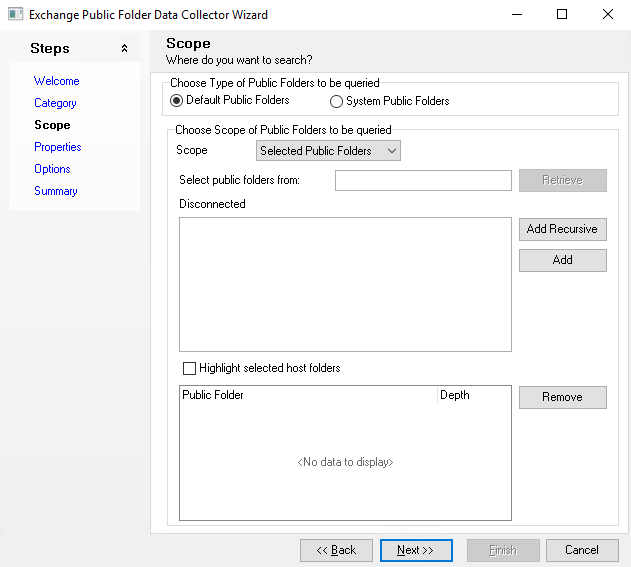 Exchange Public Folder Data Collector Wizard
Steps
Welcome
Category
Scope
Properties
Options
Summary
Scope
Where do you want to search?
Choose Type of Public Folders to be queried
Default Public Folders
System Public Folders
Choose Scope of Public Folders to be queried
Scope
Selected Public Folders
Select public folders from:
Retrieve
Disconnected
Add Recursive
Add
Highlight selected host folders
Public Folder Depth
Remove
<No data to display>
<< Back
Next >>
Finish
Cancel